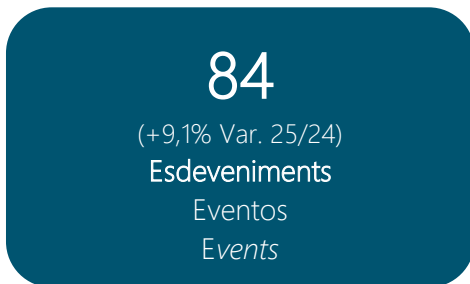 84
(+9,1% Var. 25/24)
Esdeveniments
Eventos
Events